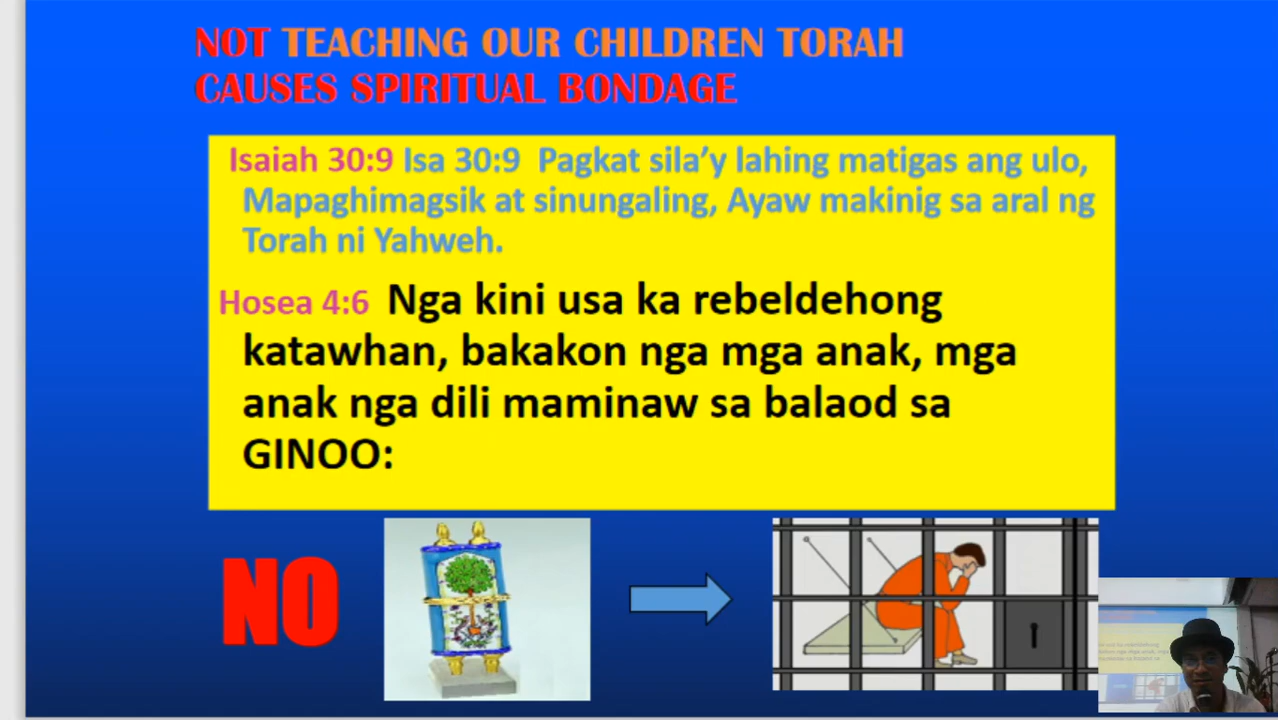 NOT TEACHING OUR CHILDREN TORAH
CAUSES SPIRITUAL BONDAGE
Isaiah 30:9 Isa 30:9 Pagkat sila’y lahing matigas ang ulo,
Mapaghimagsik at sinungaling, Ayaw makinig sa aral ng
Torah ni Yahweh.
Hosea 4:6 Nga kini usa ka rebeldehong
katawhan, bakakon nga mga anak, mga
anak nga dili maminaw sa balaod sa
GINOO:
NO